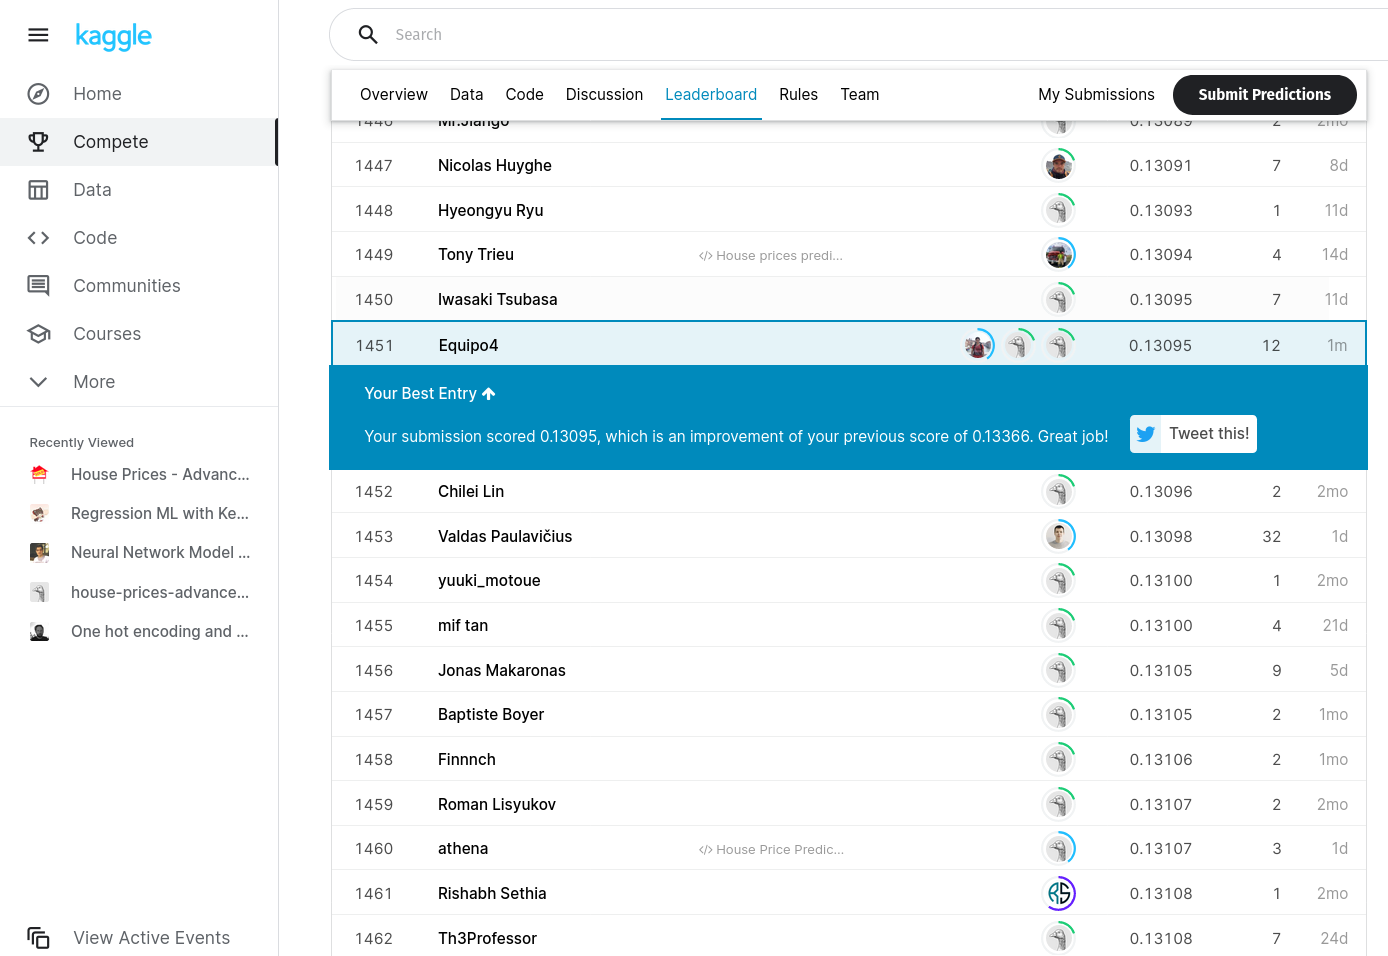 kaggle
Search
Home
Compete
Data
Code
Communities
Courses
More
Recently Viewed
House Prices - Advanc...
Regression ML with Ke...
Neural Network Model ...
house-prices-advance...
One hot encoding and ...
View Active Events
Overview Data Code Discussion Leaderboard Rules Team My Submissions Submit Predictions
1446 Mr.Jiango 0.13089 2 2mo
1447 Nicolas Huyghe 0.13091 7 8d
1448 Hyeongyu Ryu 0.13093 1 11d
1449 Tony Trieu </> House prices predi... 0.13094 4 14d
1450 Iwasaki Tsubasa 0.13095 7 11d
1451 Equipo4 0.13095 12 1m
Your Best Entry ↑
Your submission scored 0.13095, which is an improvement of your previous score of 0.13366. Great job! Tweet this!
1452 Chilei Lin 0.13096 2 2mo
1453 Valdas Paulavičius 0.13098 32 1d
1454 yuuki_motoue 0.13100 1 2mo
1455 mif tan 0.13100 4 21d
1456 Jonas Makaronas 0.13105 9 5d
1457 Baptiste Boyer 0.13105 2 1mo
1458 Finnnch 0.13106 2 1mo
1459 Roman Lisyukov 0.13107 2 2mo
1460 athena </> House Price Predic... 0.13107 3 1d
1461 Rishabh Sethia RS 0.13108 1 2mo
1462 Th3Professor 0.13108 7 24d